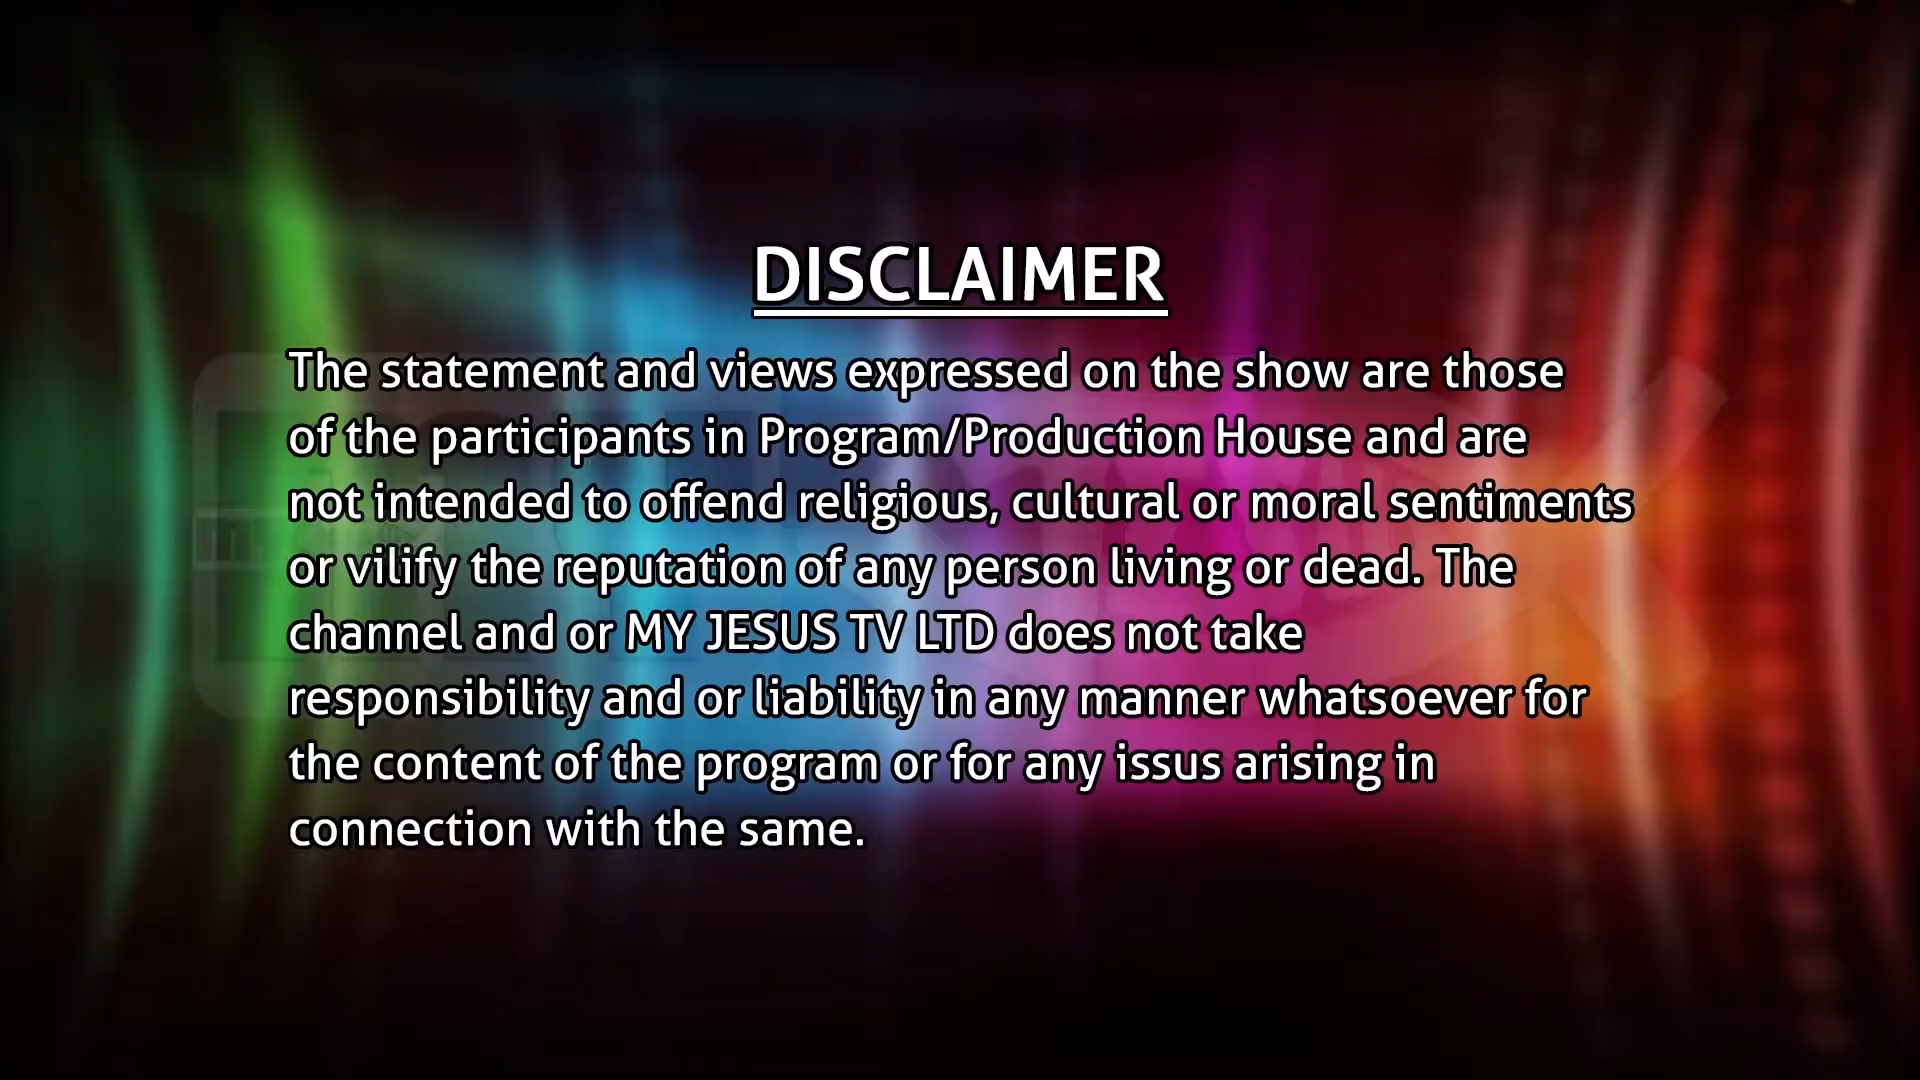 DISCLAIMER
The statement and views expressed on the show are those
of the participants in Program/Production House and are
not intended to offend religious, cultural or moral sentiments
or vilify the reputation of any person living or dead. The
channel and or MY JESUS TV LTD does not take
responsibility and or liability in any manner whatsoever for
the content of the program or for any issus arising in
connection with the same.